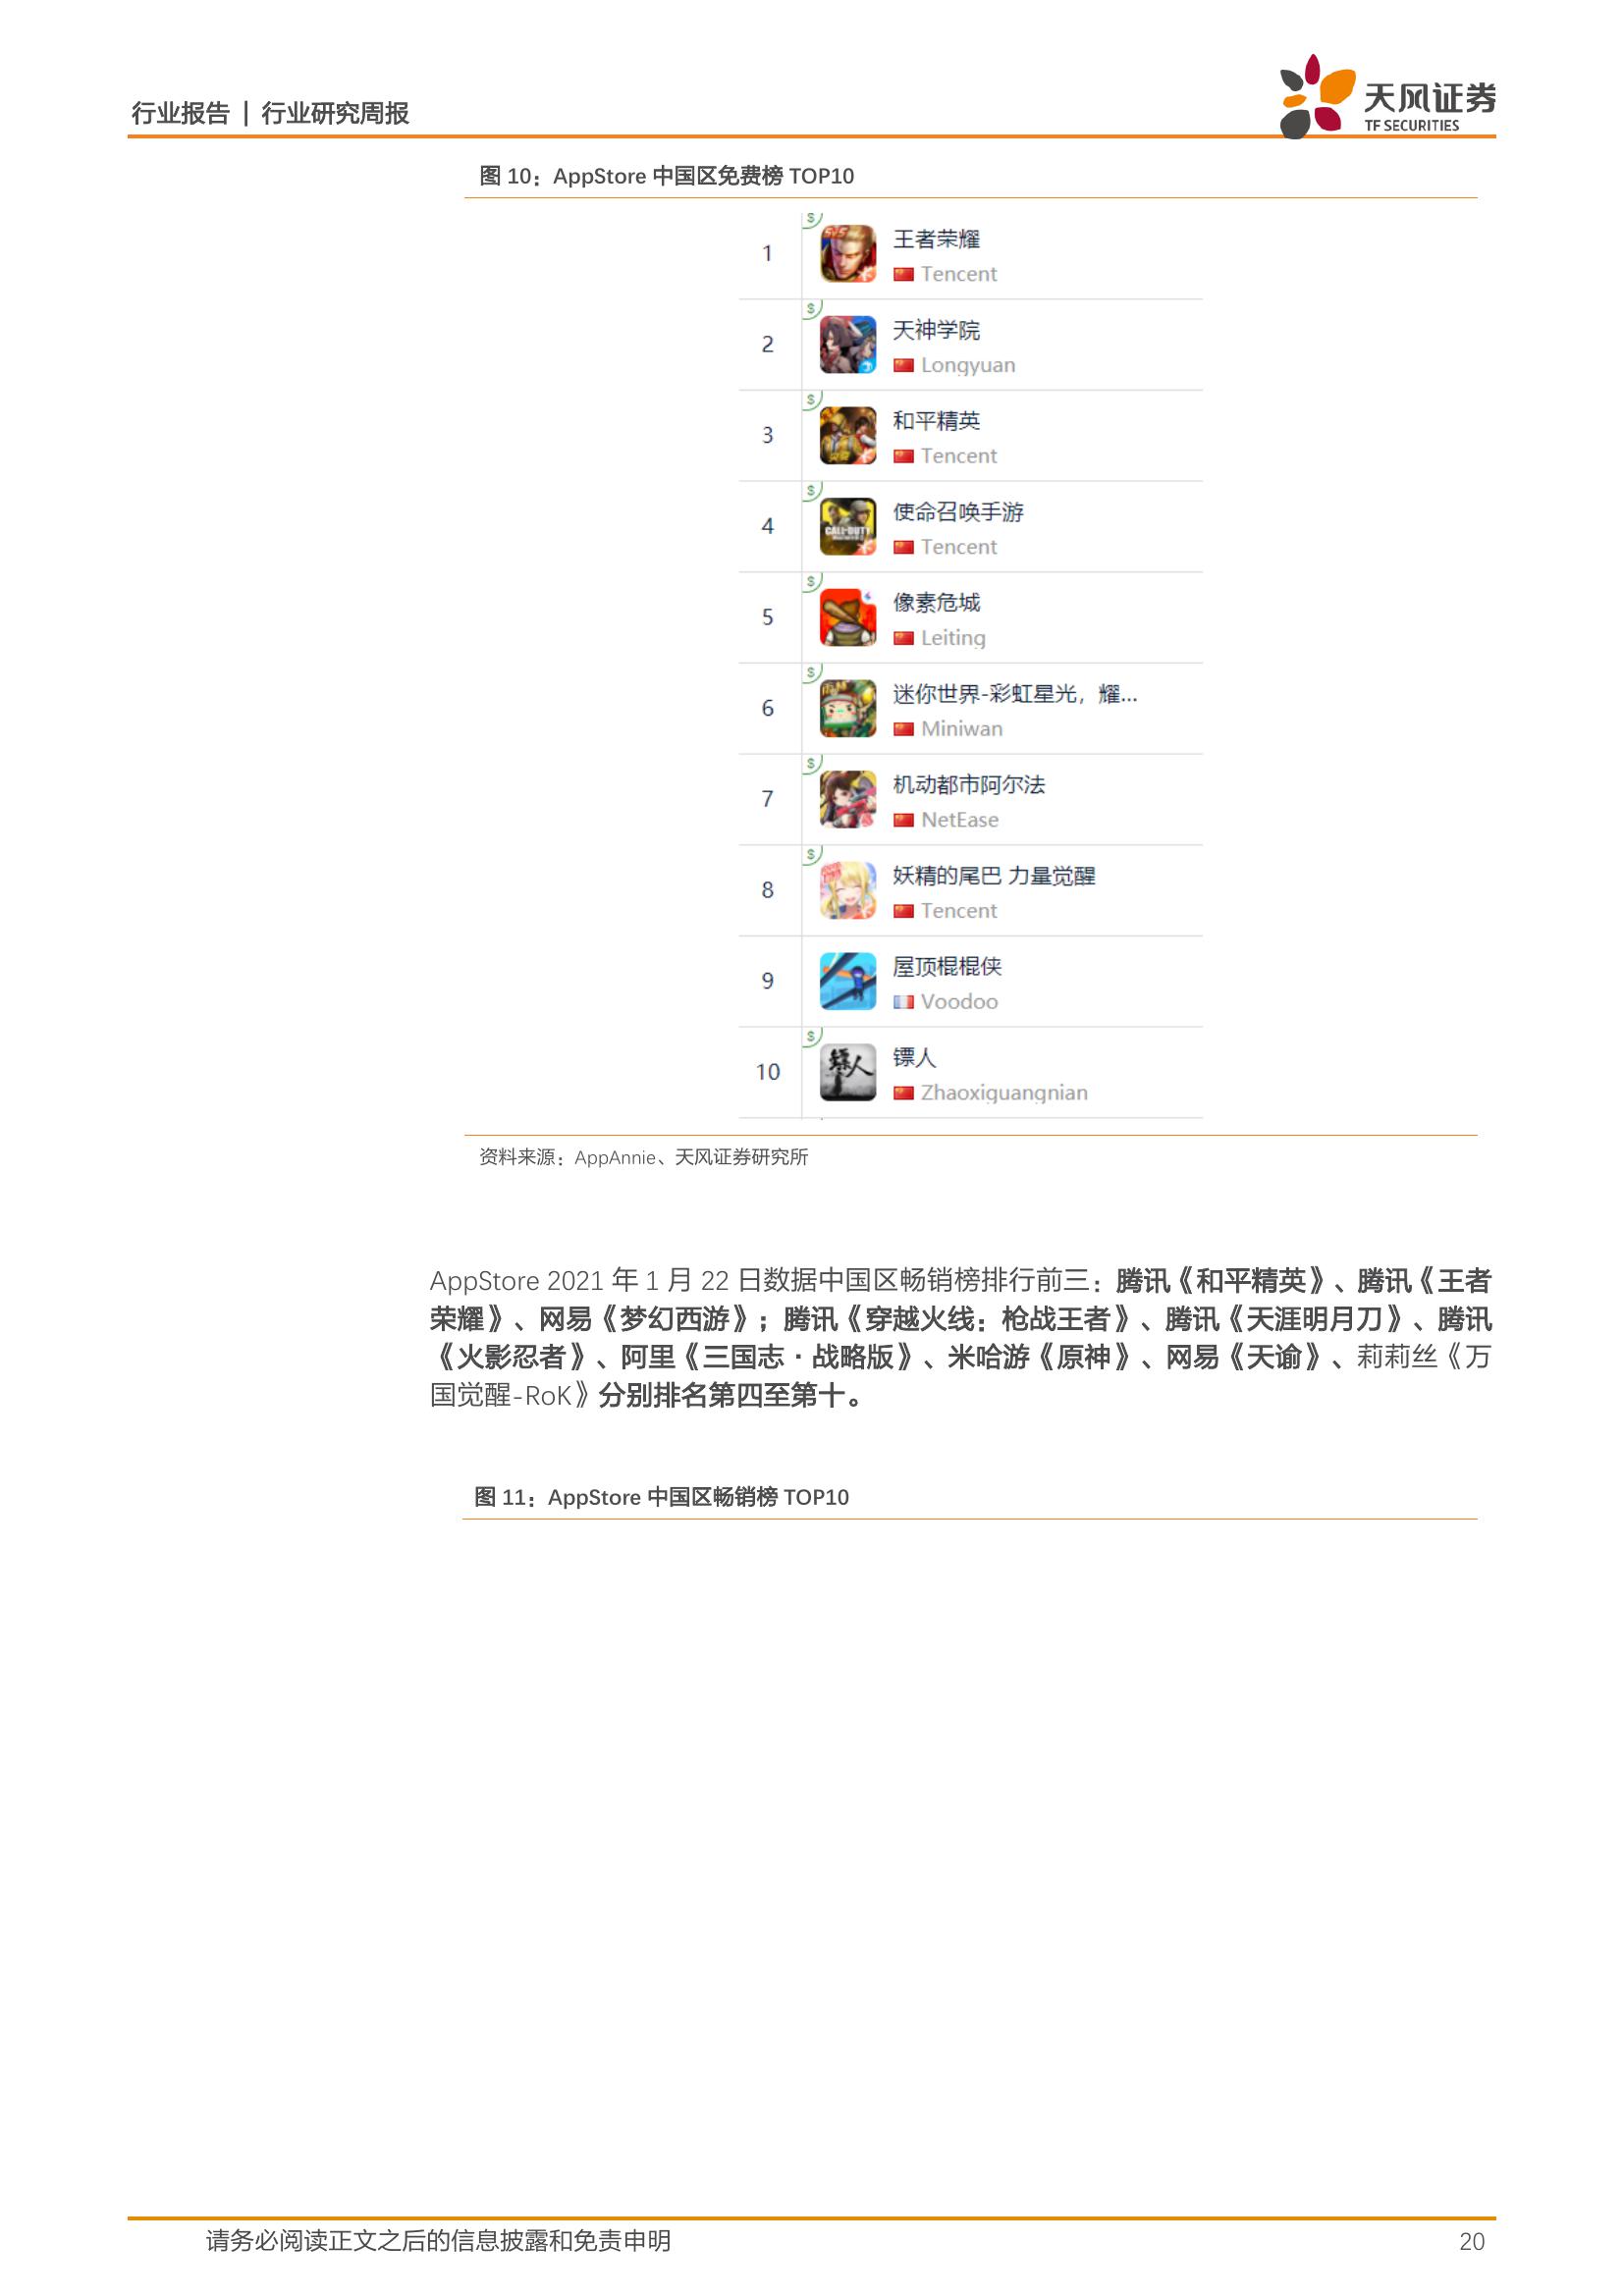 行业报告 | 行业研究周报
天风证券
TF SECURITIES
图 10：AppStore 中国区免费榜 TOP10
$
1
王者荣耀
Tencent
$
2
天神学院
Longyuan
$
3
和平精英
Tencent
$
4
使命召唤手游
CALL OF DUTY
Tencent
$
5
像素危城
Leiting
$
6
迷你世界-彩虹星光，耀...
Miniwan
$
7
机动都市阿尔法
NetEase
$
8
妖精的尾巴 力量觉醒
Tencent
9
屋顶棍棍侠
Voodoo
$
10
镖人
镖人
Zhaoxiguangnian
资料来源：AppAnnie、天风证券研究所
AppStore 2021 年 1 月 22 日数据中国区畅销榜排行前三：腾讯《和平精英》、腾讯《王者
荣耀》、网易《梦幻西游》；腾讯《穿越火线：枪战王者》、腾讯《天涯明月刀》、腾讯
《火影忍者》、阿里《三国志·战略版》、米哈游《原神》、网易《天谕》、莉莉丝《万
国觉醒-RoK》分别排名第四至第十。
图 11：AppStore 中国区畅销榜 TOP10
请务必阅读正文之后的信息披露和免责申明
20